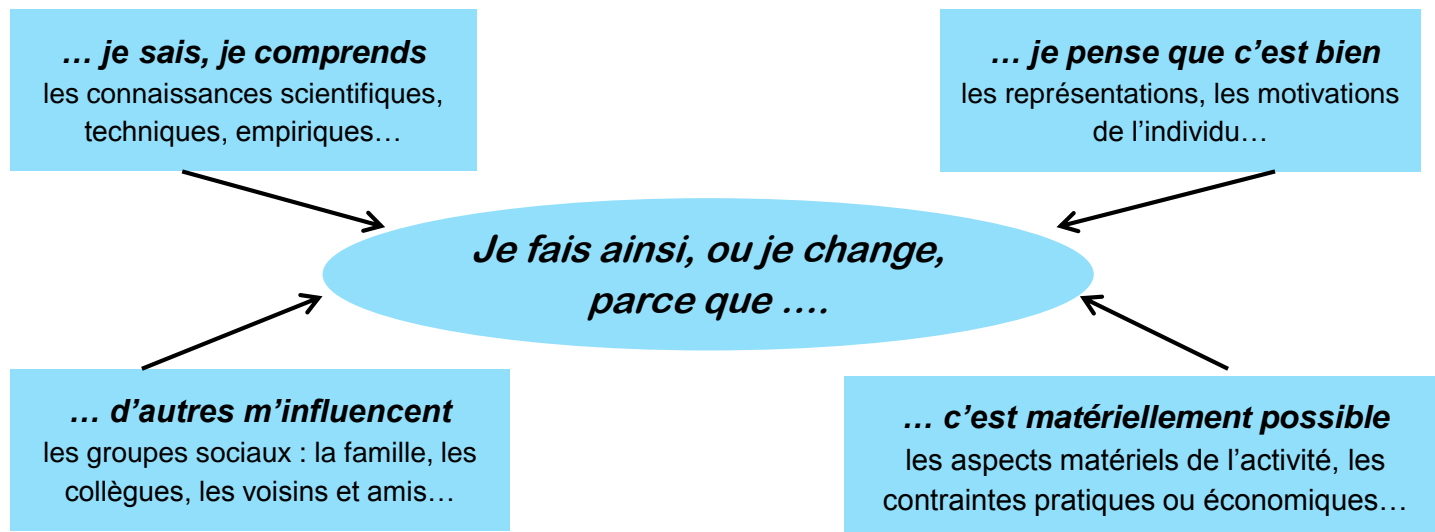 … je sais, je comprends
les connaissances scientifiques,
techniques, empiriques…
… je pense que c’est bien
les représentations, les motivations
de l’individu…
Je fais ainsi, ou je change,
parce que ….
… d’autres m’influencent
les groupes sociaux : la famille, les
collègues, les voisins et amis…
… c’est matériellement possible
les aspects matériels de l’activité, les
contraintes pratiques ou économiques…